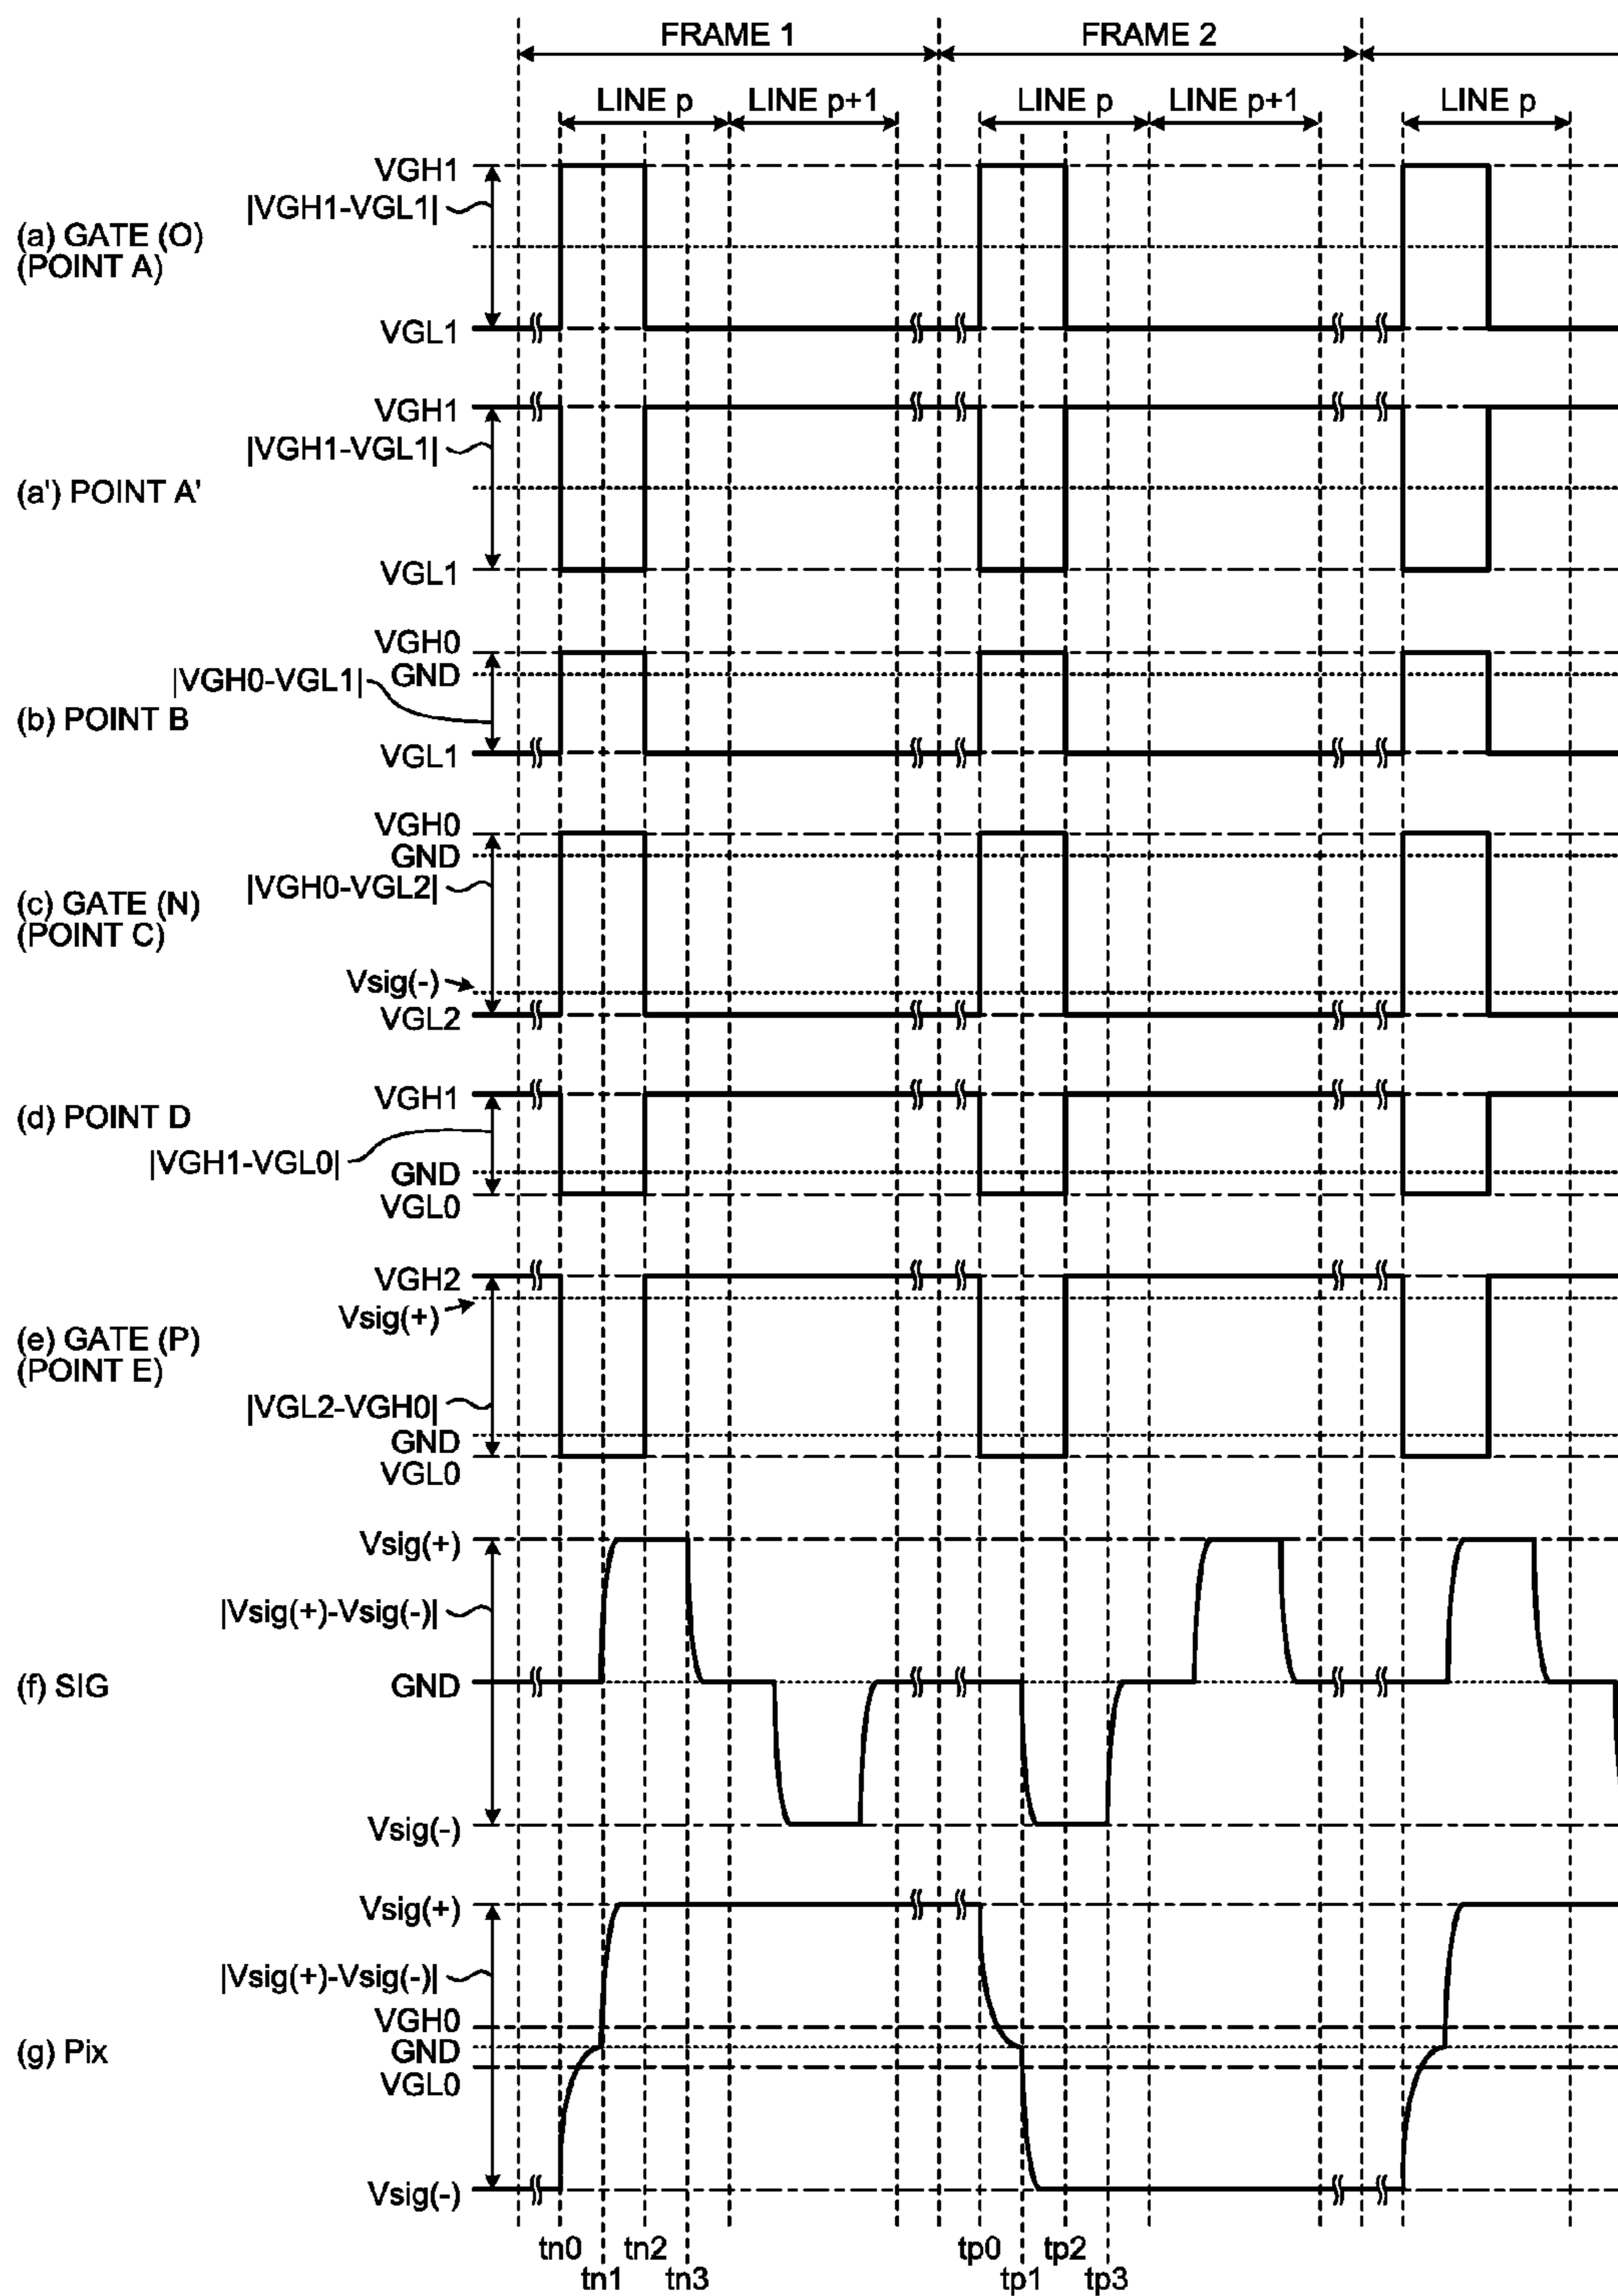 FRAME 1
FRAME 2
LINE p
LINE p+1
LINE p
LINE p+1
LINE p
VGH1
|VGH1-VGL1|
(a) GATE (O)
(POINT A)
VGL1
VGH1
|VGH1-VGL1|
(a') POINT A'
VGL1
VGH0
|VGH0-VGL1|
GND
(b) POINT B
VGL1
VGH0
GND
|VGH0-VGL2|
(c) GATE (N)
(POINT C)
Vsig(-)
VGL2
VGH1
(d) POINT D
|VGH1-VGL0|
GND
VGL0
VGH2
Vsig(+)
(e) GATE (P)
(POINT E)
|VGL2-VGH0|
GND
VGL0
Vsig(+)
|Vsig(+)-Vsig(-)|
(f) SIG
GND
Vsig(-)
Vsig(+)
|Vsig(+)-Vsig(-)|
VGH0
(g) Pix
GND
VGL0
Vsig(-)
tn0
tn1
tn2
tn3
tp0
tp1
tp2
tp3